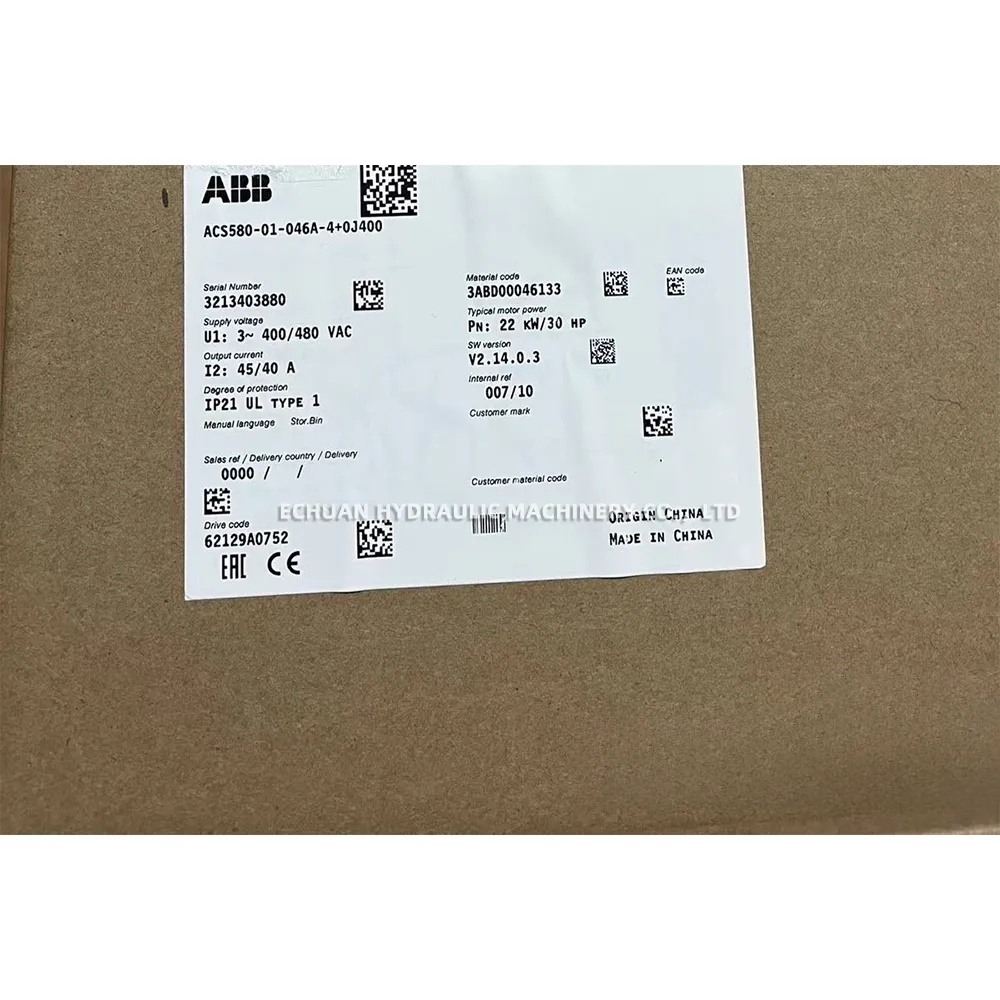 ABB
ACS580-01-046A-4+0J400
Serial Number
3213403880
Supply voltage
U1: 3~ 400/480 VAC
Output current
I2: 45/40 A
Degree of protection
IP21 UL TYPE 1
Manual language Stor.Bin
Sales ref / Delivery country / Delivery
0000 / /
Drive code
62129A0752
EAC CE
Material code
3ABD00046133
EAN code
Typical motor power
PN: 22 kW/30 HP
SW version
V2.14.0.3
Internal ref
007/10
Customer mark
Customer material code
ORIGIN CHINA
MADE IN CHINA
ECHUAN HYDRAULIC MACHINERY CO., LTD